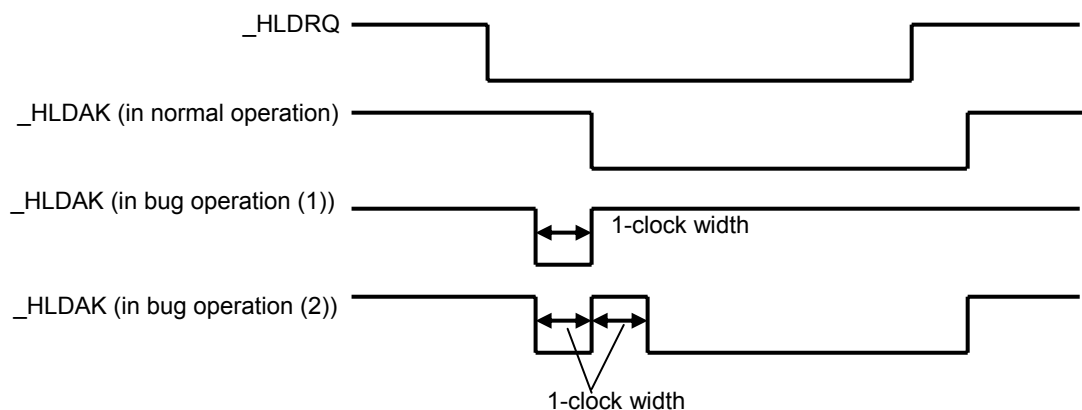 _HLDRQ
_HLDAK (in normal operation)
_HLDAK (in bug operation (1))
1-clock width
_HLDAK (in bug operation (2))
1-clock width